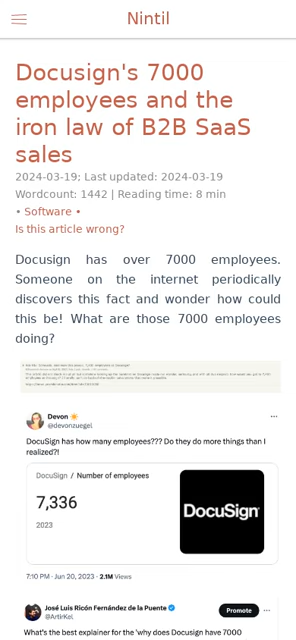 Nintil
Docusign's 7000
employees and the
iron law of B2B SaaS
sales
2024-03-19; Last updated: 2024-03-19
Wordcount: 1442 | Reading time: 8 min
• Software •
Is this article wrong?
Docusign has over 7000 employees.
Someone on the internet periodically
discovers this fact and wonder how could
this be! What are those 7000 employees
doing?
Devon
@devonzuegel
DocuSign has how many employees??? Do they do more things than I
realized?!
DocuSign / Number of employees
7,336
2023
DocuSign
7:10 PM · Jun 20, 2023 · 2.1M Views
José Luis Ricón Fernández de la Puente
@ArtirKel
Promote
What's the best explainer for the 'why does DocuSign have 7000